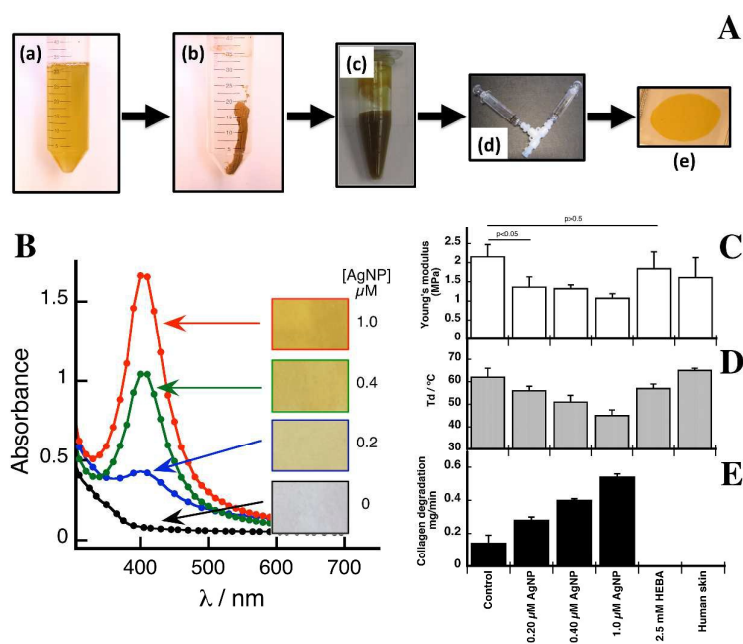 A
(a)
(b)
(c)
(d)
(e)
B
[AgNP]
µM
1.0
0.4
0.2
0
1.5
1
0.5
0
Absorbance
400
500
600
700
λ / nm
C
p>0.5
p<0.05
2.5
2
1.5
1
0.5
0
Young's modulus
(MPa)
D
70
60
50
40
30
Td / °C
E
0.6
0.4
0.2
0
Collagen degradation
mg/min
Control
0.20 µM AgNP
0.40 µM AgNP
1.0 µM AgNP
2.5 mM HEBA
Human skin